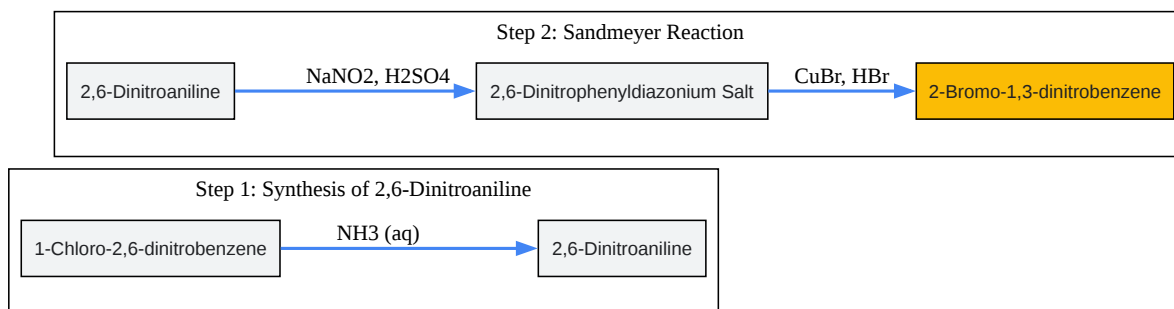 Step 2: Sandmeyer Reaction
2,6-Dinitroaniline
NaNO2, H2SO4
2,6-Dinitrophenyldiazonium Salt
CuBr, HBr
2-Bromo-1,3-dinitrobenzene
Step 1: Synthesis of 2,6-Dinitroaniline
1-Chloro-2,6-dinitrobenzene
NH3 (aq)
2,6-Dinitroaniline